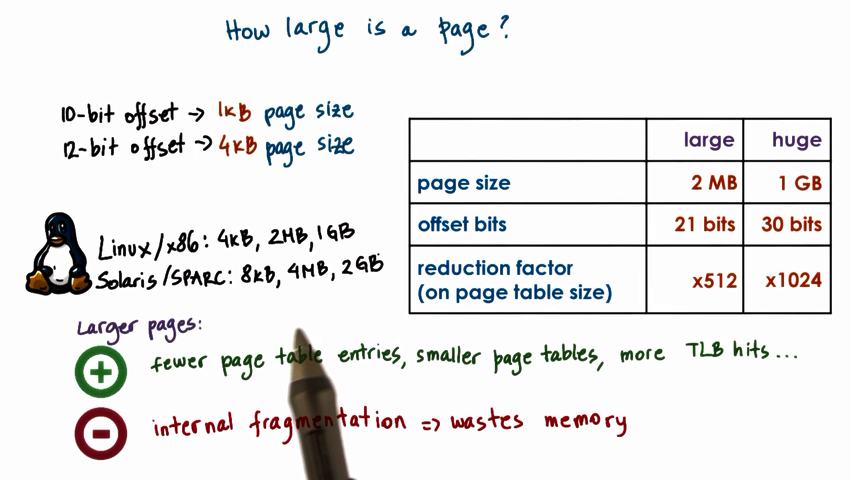 How large is a page?
10-bit offset → 1kB page size
12-bit offset → 4kB page size
large huge
page size 2 MB 1 GB
offset bits 21 bits 30 bits
reduction factor
(on page table size) x512 x1024
Linux/x86: 4kB, 2MB, 1GB
Solaris/SPARC: 8kB, 4MB, 2GB
Larger pages:
+ fewer page table entries, smaller page tables, more TLB hits...
- internal fragmentation => wastes memory